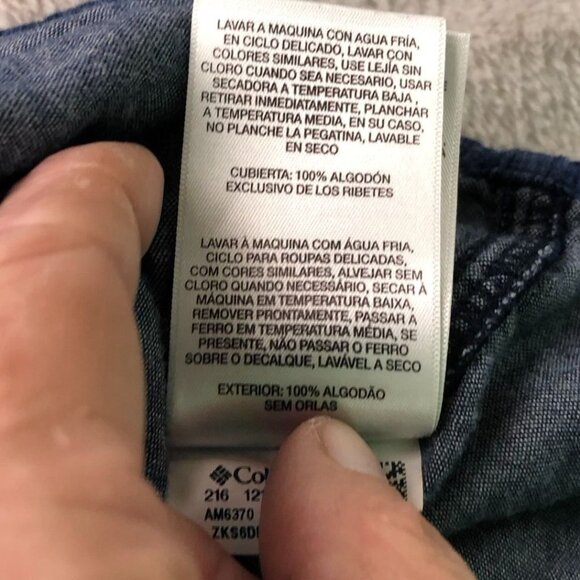 LAVAR A MAQUINA CON AGUA FRÍA,
EN CICLO DELICADO, LAVAR CON
COLORES SIMILARES, USE LEJÍA SIN
CLORO CUANDO SEA NECESARIO, USAR
SECADORA A TEMPERATURA BAJA ,
RETIRAR INMEDIATAMENTE, PLANCHAR
A TEMPERATURA MEDIA, EN SU CASO,
NO PLANCHE LA PEGATINA, LAVABLE
EN SECO
CUBIERTA: 100% ALGODÓN
EXCLUSIVO DE LOS RIBETES
LAVAR À MAQUINA COM ÁGUA FRIA,
CICLO PARA ROUPAS DELICADAS,
COM CORES SIMILARES, ALVEJAR SEM
CLORO QUANDO NECESSÁRIO, SECAR À
MÁQUINA EM TEMPERATURA BAIXA,
REMOVER PRONTAMENTE, PASSAR A
FERRO EM TEMPERATURA MÉDIA, SE
PRESENTE, NÃO PASSAR O FERRO
SOBRE O DECALQUE, LAVÁVEL A SECO
EXTERIOR: 100% ALGODÃO
SEM ORLAS
Col
216 12
AM6370
ZKS6D